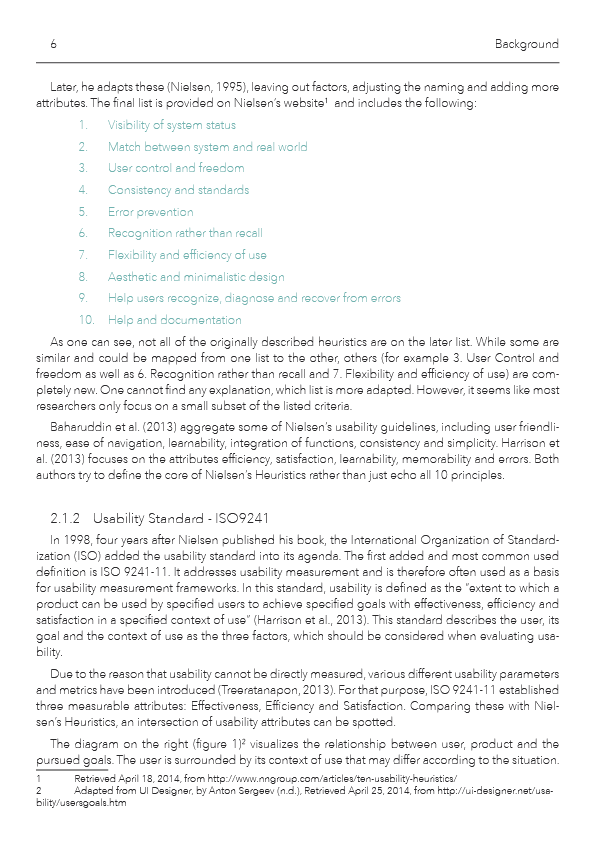 6 Background
Later, he adapts these (Nielsen, 1995), leaving out factors, adjusting the naming and adding more
attributes. The final list is provided on Nielsen's website¹ and includes the following:
1. Visibility of system status
2. Match between system and real world
3. User control and freedom
4. Consistency and standards
5. Error prevention
6. Recognition rather than recall
7. Flexibility and efficiency of use
8. Aesthetic and minimalistic design
9. Help users recognize, diagnose and recover from errors
10. Help and documentation
As one can see, not all of the originally described heuristics are on the later list. While some are
similar and could be mapped from one list to the other, others (for example 3. User Control and
freedom as well as 6. Recognition rather than recall and 7. Flexibility and efficiency of use) are com-
pletely new. One cannot find any explanation, which list is more adapted. However, it seems like most
researchers only focus on a small subset of the listed criteria.
Baharuddin et al. (2013) aggregate some of Nielsen's usability guidelines, including user friendli-
ness, ease of navigation, learnability, integration of functions, consistency and simplicity. Harrison et
al. (2013) focuses on the attributes efficiency, satisfaction, learnability, memorability and errors. Both
authors try to define the core of Nielsen's Heuristics rather than just echo all 10 principles.
2.1.2 Usability Standard - ISO9241
In 1998, four years after Nielsen published his book, the International Organization of Standard-
ization (ISO) added the usability standard into its agenda. The first added and most common used
definition is ISO 9241-11. It addresses usability measurement and is therefore often used as a basis
for usability measurement frameworks. In this standard, usability is defined as the "extent to which a
product can be used by specified users to achieve specified goals with effectiveness, efficiency and
satisfaction in a specified context of use" (Harrison et al., 2013). This standard describes the user, its
goal and the context of use as the three factors, which should be considered when evaluating usa-
bility.
Due to the reason that usability cannot be directly measured, various different usability parameters
and metrics have been introduced (Treeratanapon, 2013). For that purpose, ISO 9241-11 established
three measurable attributes: Effectiveness, Efficiency and Satisfaction. Comparing these with Niel-
sen's Heuristics, an intersection of usability attributes can be spotted.
The diagram on the right (figure 1)² visualizes the relationship between user, product and the
pursued goals. The user is surrounded by its context of use that may differ according to the situation.
1 Retrieved April 18, 2014, from http://www.nngroup.com/articles/ten-usability-heuristics/
2 Adapted from UI Designer, by Anton Sergeev (n.d.), Retrieved April 25, 2014, from http://ui-designer.net/usa-
bility/usersgoals.htm